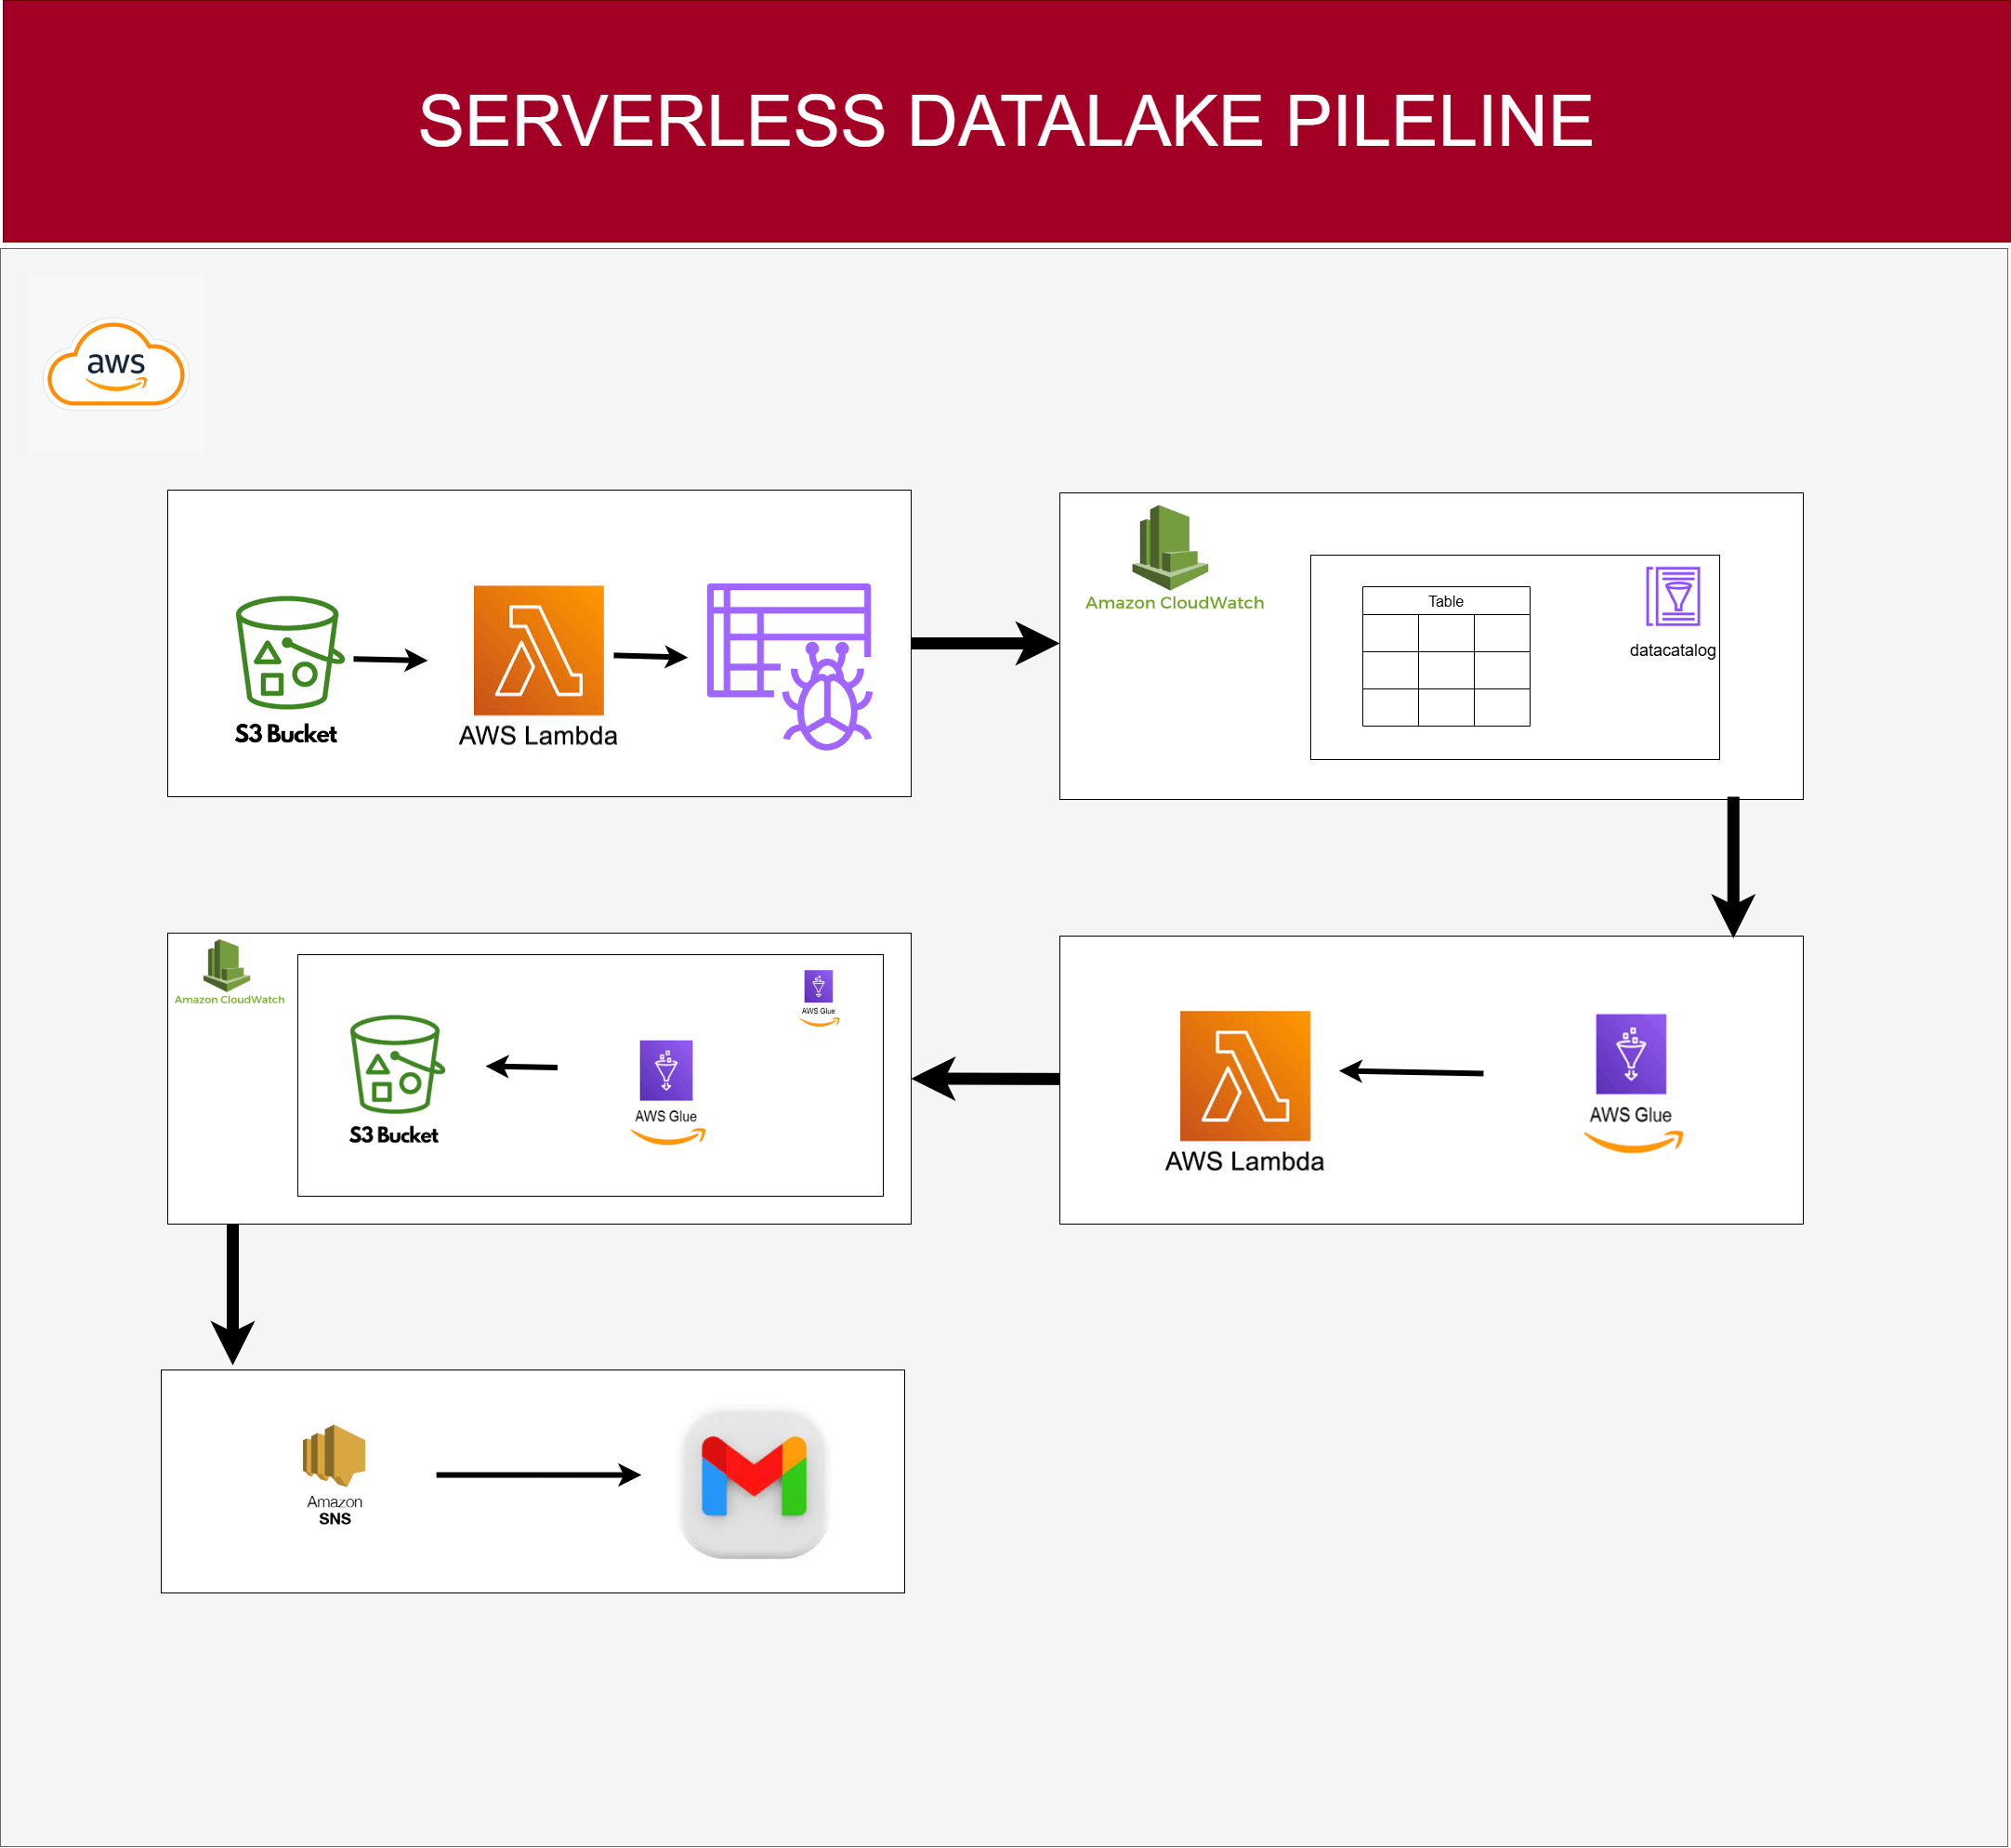 SERVERLESS DATALAKE PILELINE
aws
S3 Bucket
AWS Lambda
Amazon CloudWatch
Table
datacatalog
Amazon CloudWatch
S3 Bucket
AWS Glue
AWS Glue
AWS Lambda
AWS Glue
Amazon
SNS